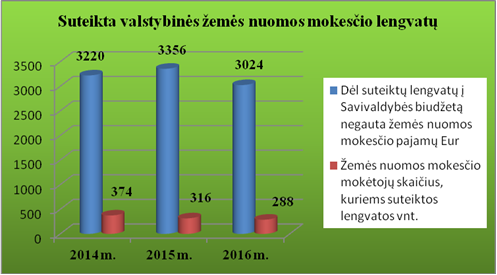 Suteikta valstybinės žemės nuomos mokesčio lengvatų
3220
3356
3024
3500
3000
2500
2000
1500
1000
500
0
374
316
288
2014 m.
2015 m.
2016 m.
Dėl suteiktų lengvatų į
Savivaldybės biudžetą
negauta žemės nuomos
mokesčio pajamų Eur
Žemės nuomos mokesčio
mokėtojų skaičius,
kuriems suteiktos
lengvatos vnt.